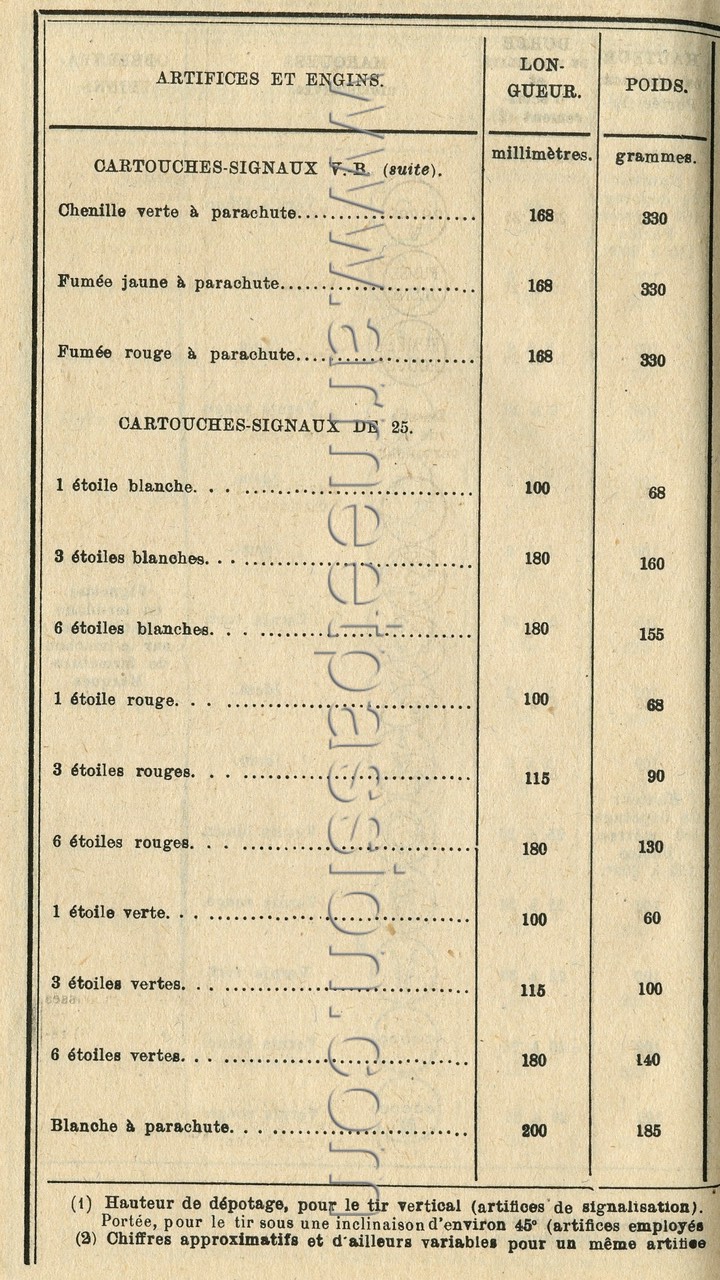 ARTIFICES ET ENGINS. LON-GUEUR. POIDS.
millimètres. grammes.
CARTOUCHES-SIGNAUX V.-B. (suite).
Chenille verte à parachute. 168 330
Fumée jaune à parachute. 168 330
Fumée rouge à parachute. 168 330
CARTOUCHES-SIGNAUX DE 25.
1 étoile blanche. 100 68
3 étoiles blanches. 180 160
6 étoiles blanches. 180 155
1 étoile rouge. 100 68
3 étoiles rouges. 115 90
6 étoiles rouges. 180 130
1 étoile verte. 100 60
3 étoiles vertes. 115 100
6 étoiles vertes. 180 140
Blanche à parachute. 200 185
(1) Hauteur de dépotage, pour le tir vertical (artifices de signalisation).
Portée, pour le tir sous une inclinaison d'environ 45° (artifices employés
(2) Chiffres approximatifs et d'ailleurs variables pour un même artifice
www.armeetpassion.com